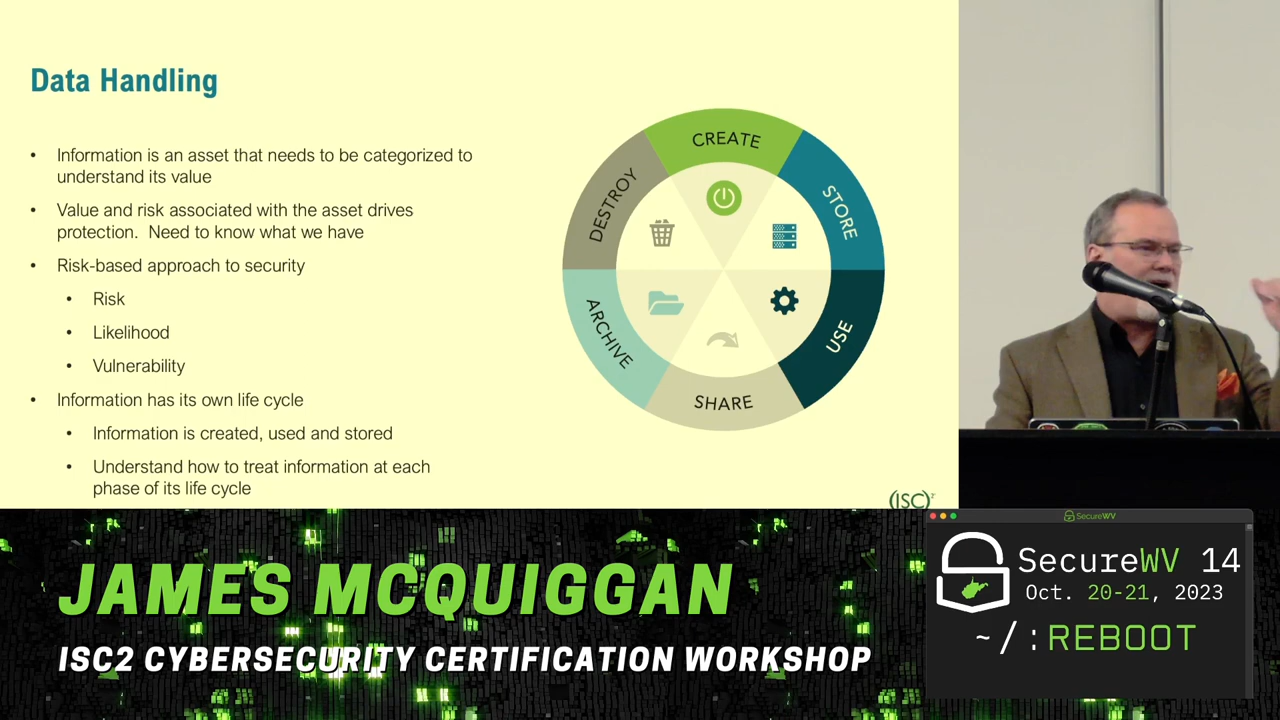 Data Handling
• Information is an asset that needs to be categorized to
understand its value
• Value and risk associated with the asset drives
protection.  Need to know what we have
• Risk-based approach to security
• Risk
• Likelihood
• Vulnerability
• Information has its own life cycle
• Information is created, used and stored
• Understand how to treat information at each
phase of its life cycle
CREATE
STORE
USE
SHARE
ARCHIVE
DESTROY
(ISC)²
JAMES MCQUIGGAN
ISC2 CYBERSECURITY CERTIFICATION WORKSHOP
SecureWV
SecureWV 14
Oct. 20-21, 2023
~/:REBOOT